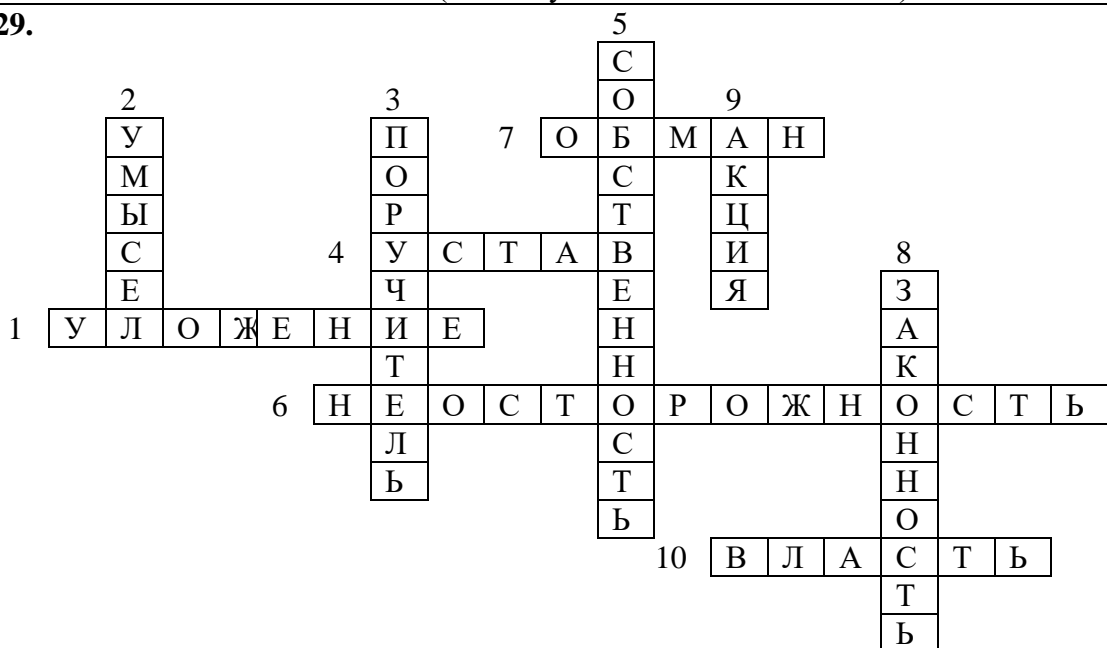 29. 5
С
2 3 О 9
У П 7 О Б М А Н
М О С К
Ы Р Т Ц
С 4 У С Т А В И 8
Е Ч Е Я З
1 У Л О Ж Е Н И Е Н А
Т Н К
6 Н Е О С Т О Р О Ж Н О С Т Ь
Л С Н
Ь Т Н
Ь О
10 В Л А С Т Ь
Т
Ь